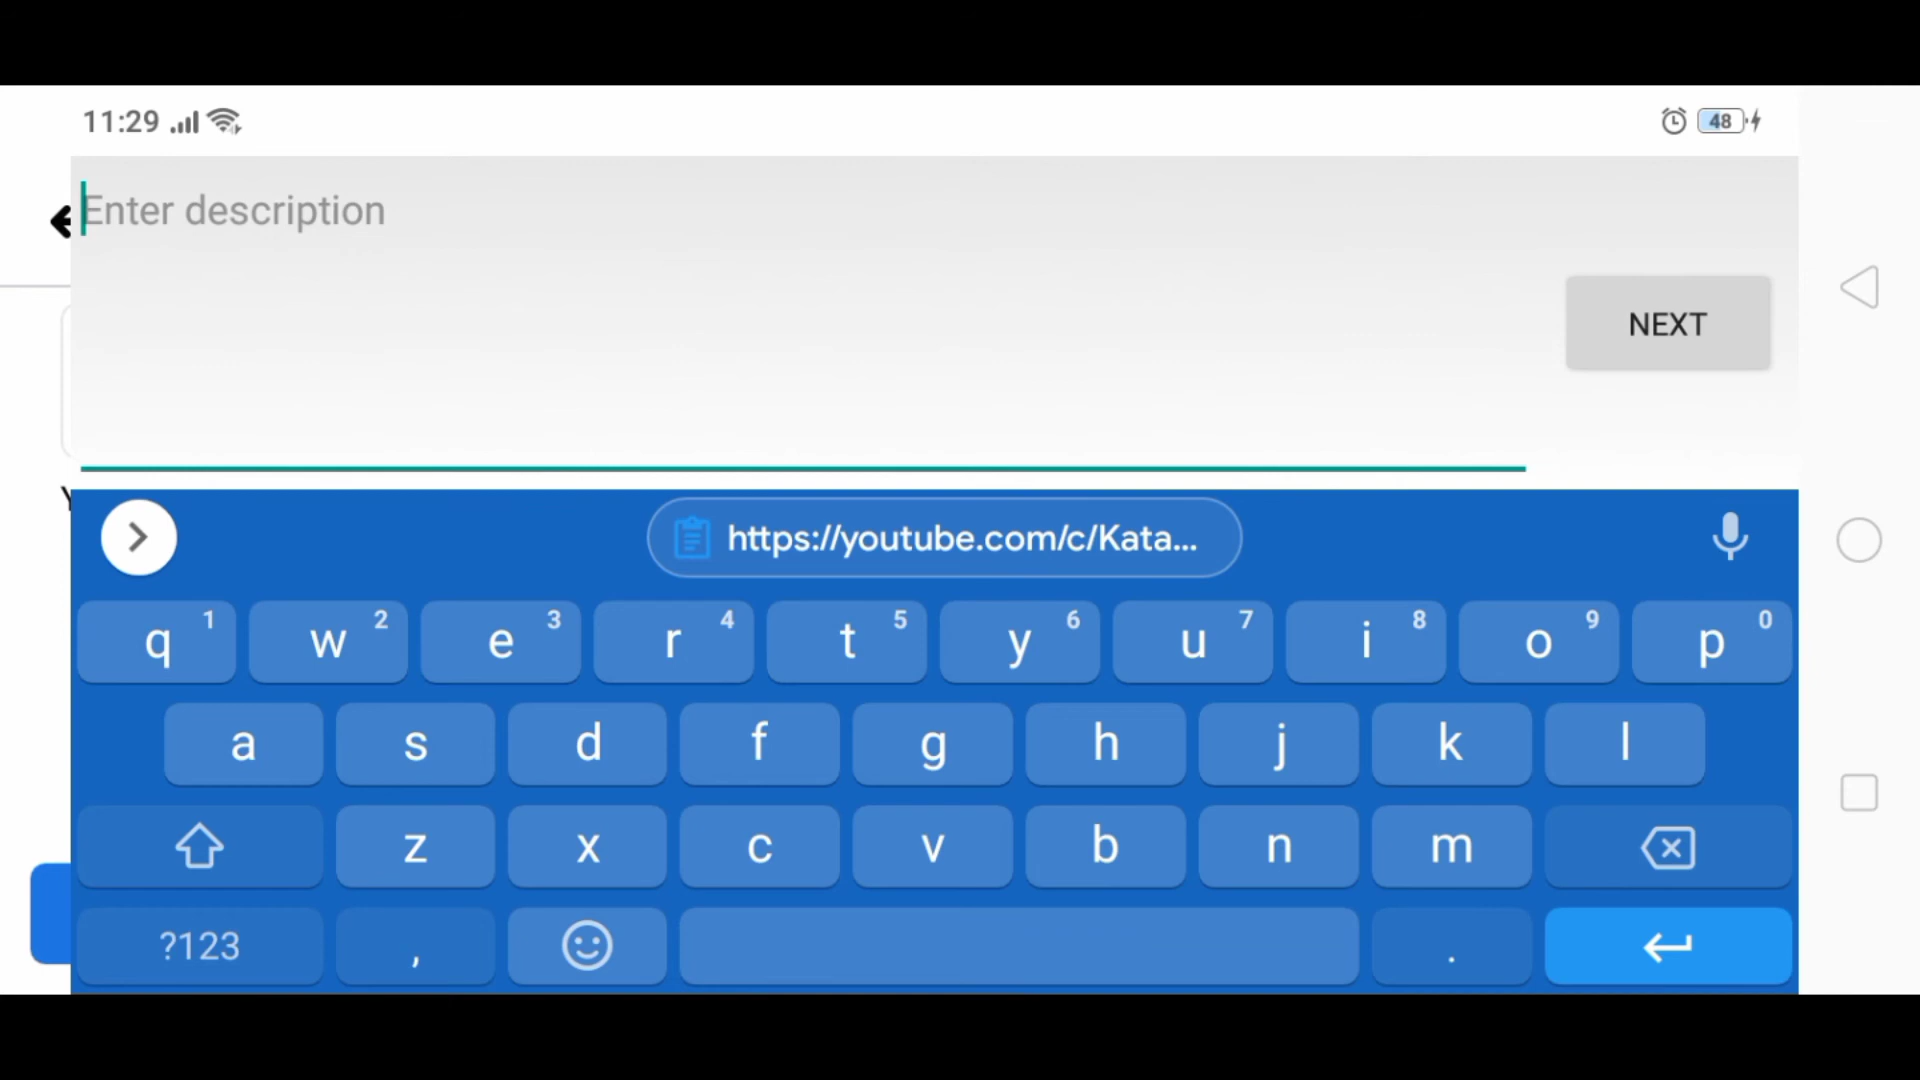 11:29
48
Enter description
NEXT
Y
https://youtube.com/c/Kata...
q 1 w 2 e 3 r 4 t 5 y 6 u 7 i 8 o 9 p 0
a s d f g h j k l
z x c v b n m
?123 , .